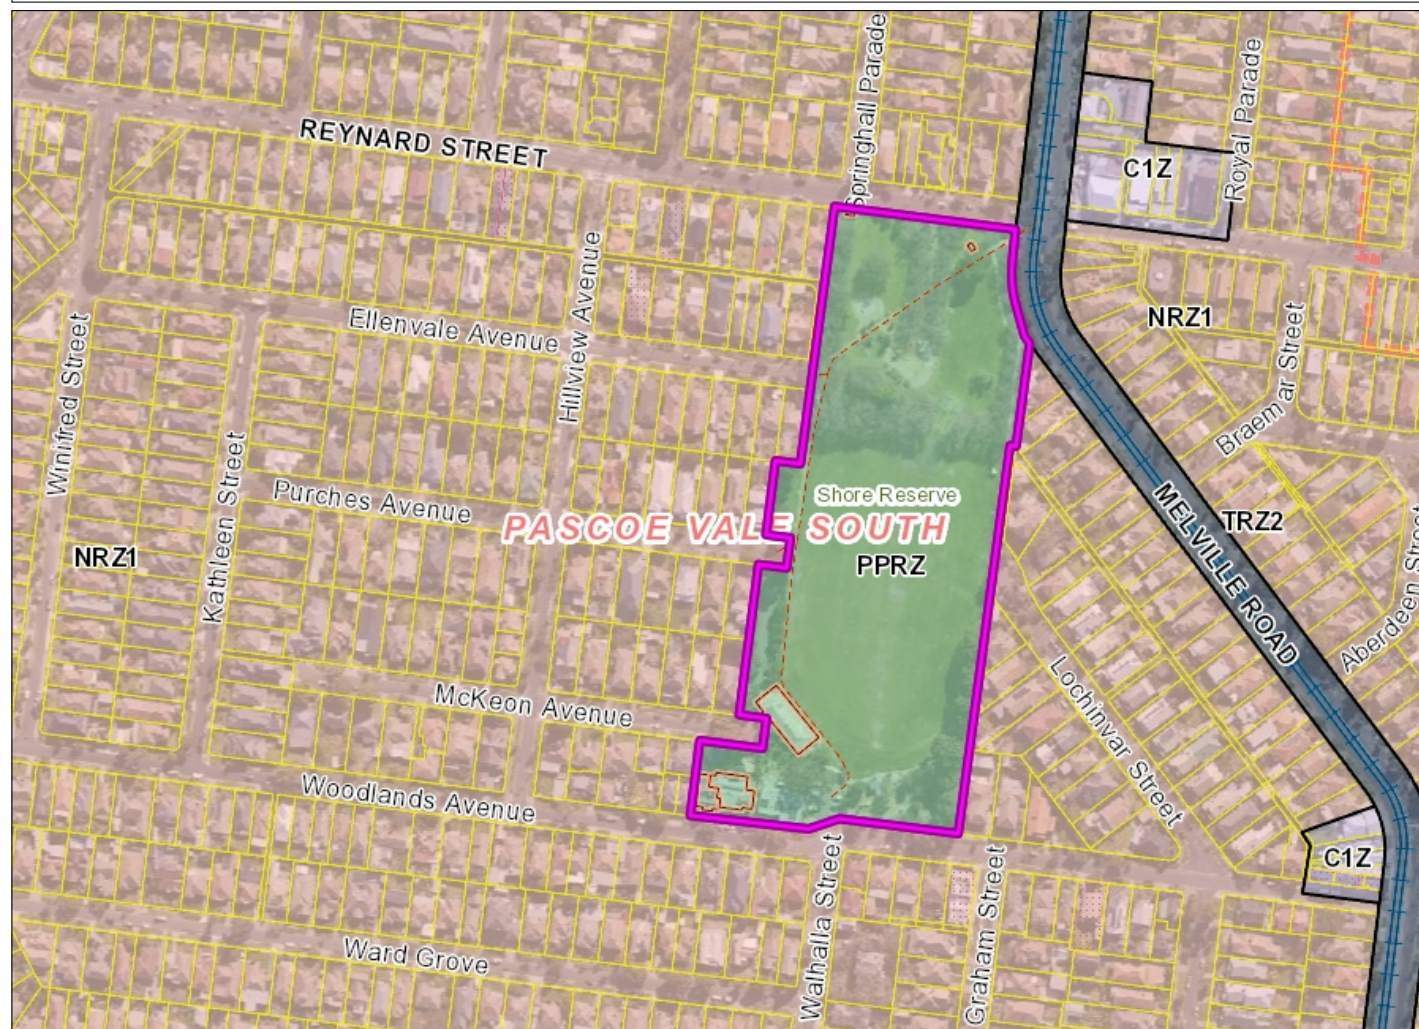 Springhall Parade
Royal Parade
REYNARD STREET
C1Z
Hillview Avenue
Ellenvale Avenue
NRZ1
Braemar Street
Winifred Street
Kathleen Street
Purches Avenue
Shore Reserve
PASCOE VALE SOUTH
PPRZ
NRZ1
MELVILLE ROAD
TRZ2
Aberdeen Street
McKeon Avenue
Lochinvar Street
Woodlands Avenue
C1Z
Walhalla Street
Graham Street
Ward Grove